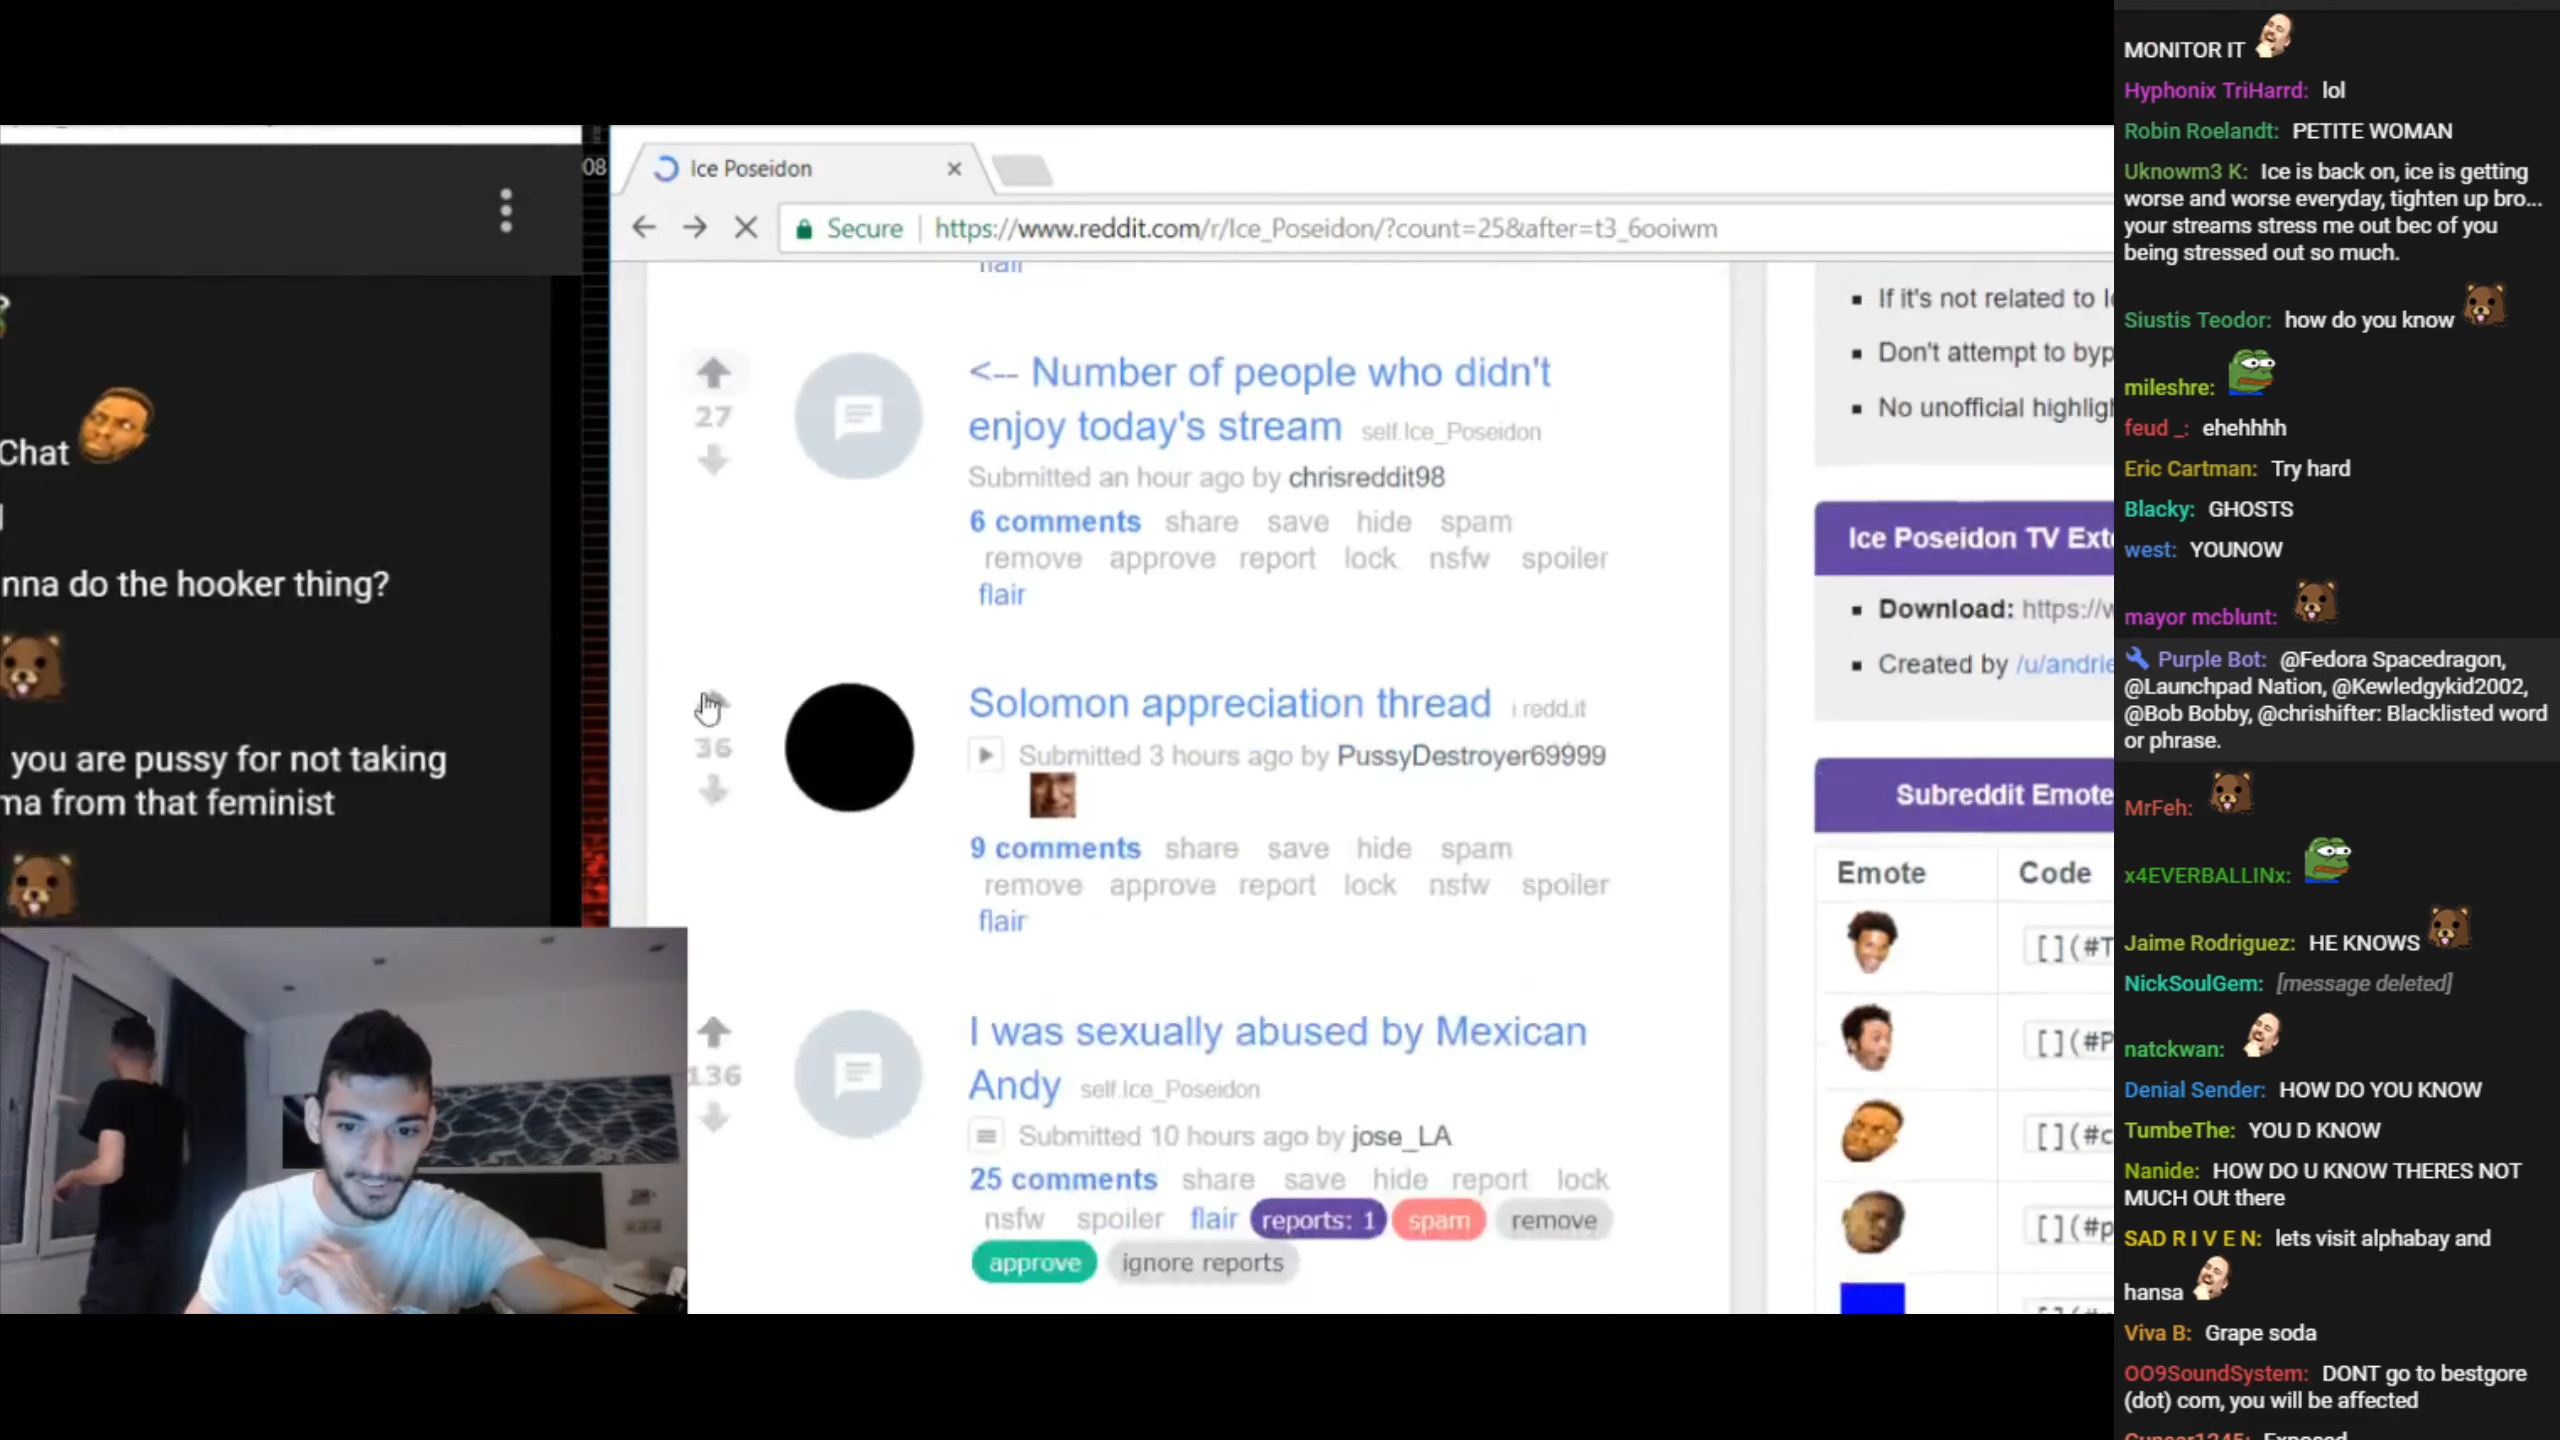 Chat
nna do the hooker thing?
you are pussy for not taking
ma from that feminist
08
Ice Poseidon
Secure
https://www.reddit.com/r/Ice_Poseidon/?count=25&after=t3_6ooiwm
flair
27
<-- Number of people who didn't
enjoy today's stream self.Ice_Poseidon
Submitted an hour ago by chrisreddit98
6 comments share save hide spam
remove approve report lock nsfw spoiler
flair
36
Solomon appreciation thread i.redd.it
Submitted 3 hours ago by PussyDestroyer69999
9 comments share save hide spam
remove approve report lock nsfw spoiler
flair
136
I was sexually abused by Mexican
Andy self.Ice_Poseidon
Submitted 10 hours ago by jose_LA
25 comments share save hide report lock
nsfw spoiler flair reports: 1 spam remove
approve ignore reports
If it's not related to I
Don't attempt to byp
No unofficial highlig
Ice Poseidon TV Exte
Download: https://w
Created by /u/andrie
Subreddit Emote
Emote Code
[](#T
[](#P
[](#c
[](#p
MONITOR IT
Hyphonix TriHarrd: lol
Robin Roelandt: PETITE WOMAN
Uknowm3 K: Ice is back on, ice is getting
worse and worse everyday, tighten up bro...
your streams stress me out bec of you
being stressed out so much.
Siustis Teodor: how do you know
mileshre:
feud _: ehehhhh
Eric Cartman: Try hard
Blacky: GHOSTS
west: YOUNOW
mayor mcblunt:
Purple Bot: @Fedora Spacedragon,
@Launchpad Nation, @Kewledgykid2002,
@Bob Bobby, @chrishifter: Blacklisted word
or phrase.
MrFeh:
x4EVERBALLINx:
Jaime Rodriguez: HE KNOWS
NickSoulGem: [message deleted]
natckwan:
Denial Sender: HOW DO YOU KNOW
TumbeThe: YOU D KNOW
Nanide: HOW DO U KNOW THERES NOT
MUCH OUt there
SAD R I V E N: lets visit alphabay and
hansa
Viva B: Grape soda
OO9SoundSystem: DONT go to bestgore
(dot) com, you will be affected